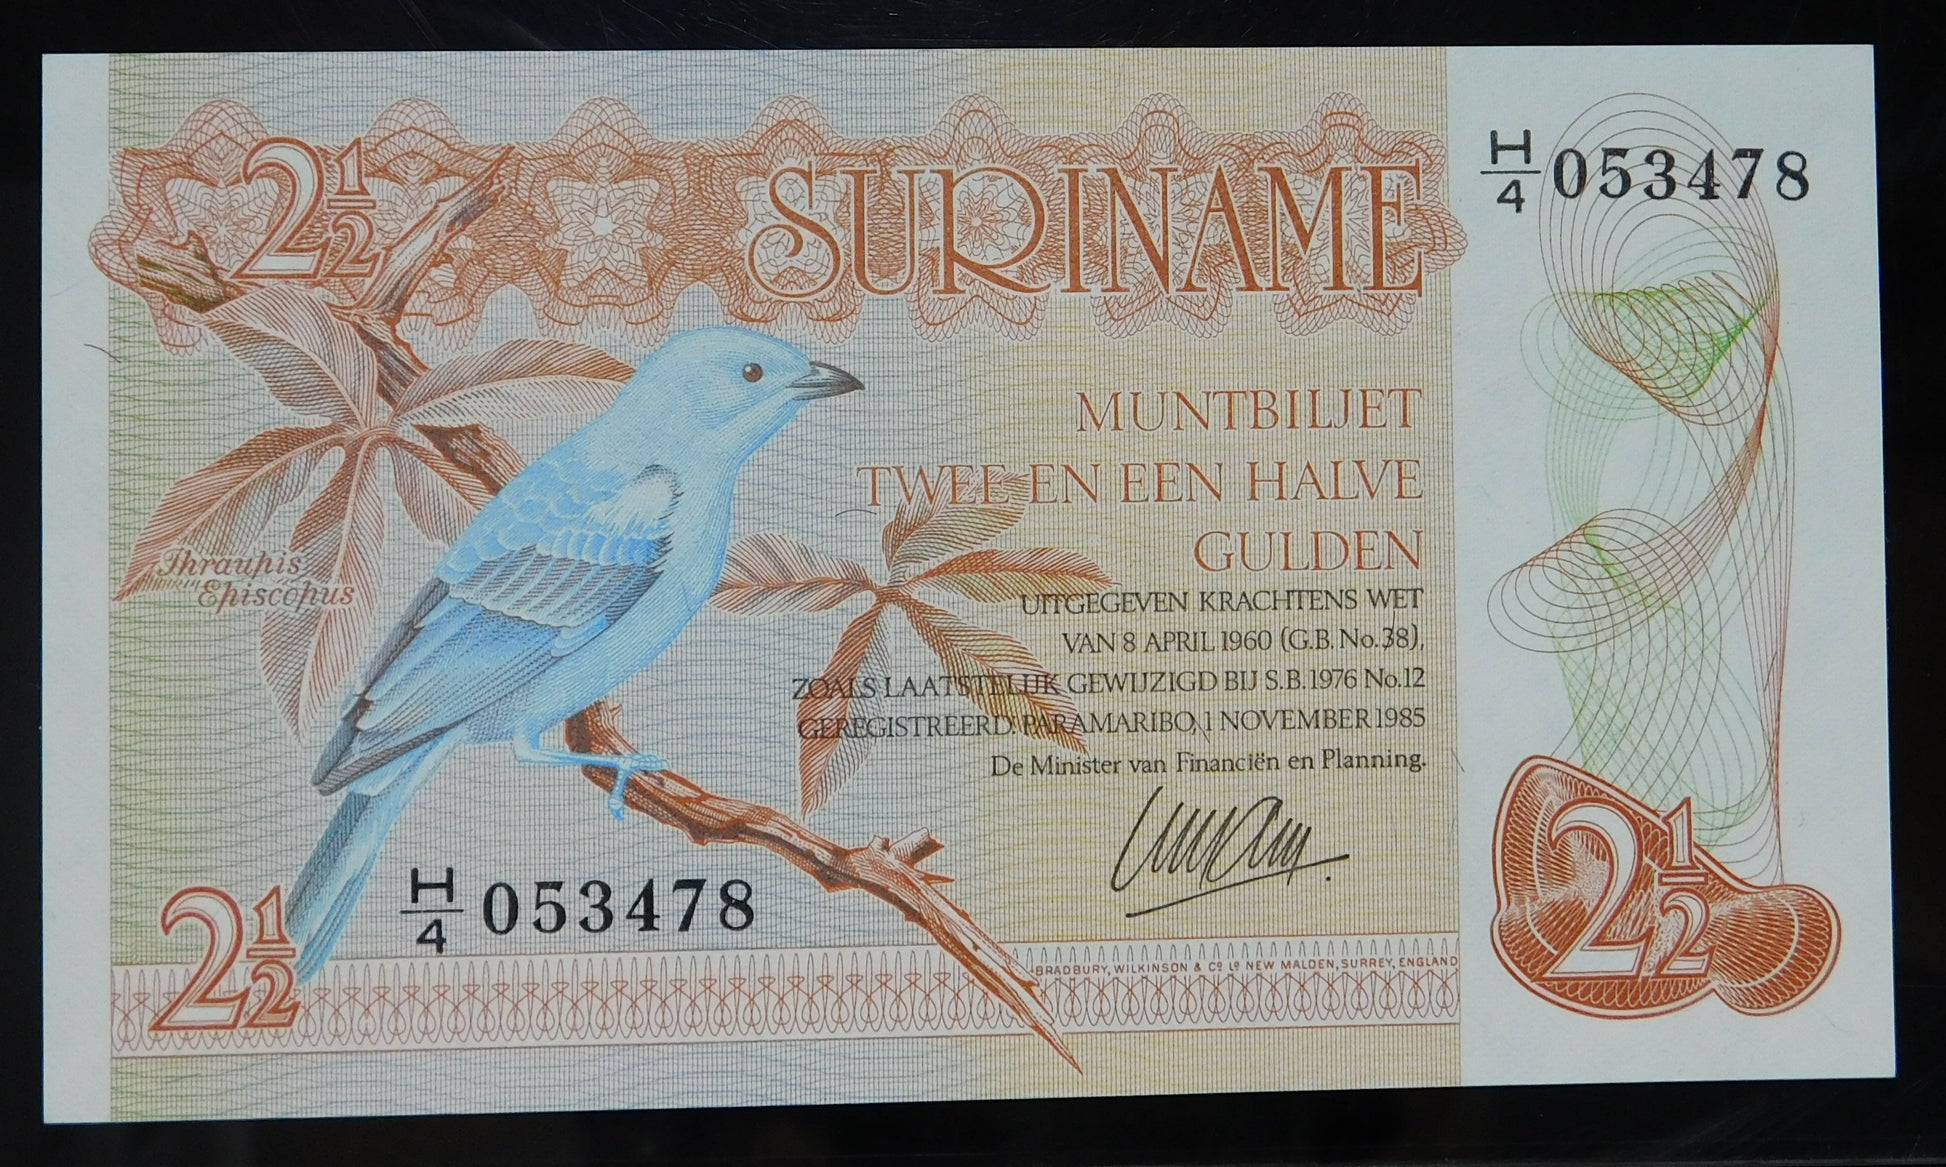 2½
SURINAME
H/4 053478
MUNTBILJET
TWEE EN EEN HALVE
GULDEN
UITGEGEVEN KRACHTENS WET
VAN 8 APRIL 1960 (G.B. No. 38),
ZOALS LAATSTELIJK GEWIJZIGD BIJ S.B. 1976 No. 12
GEREGISTREERD: PARAMARIBO, 1 NOVEMBER 1985
De Minister van Financiën en Planning.
Thraupis
Episcopus
H/4 053478
2½
2½
BRADBURY, WILKINSON & Co Ld NEW MALDEN, SURREY, ENGLAND